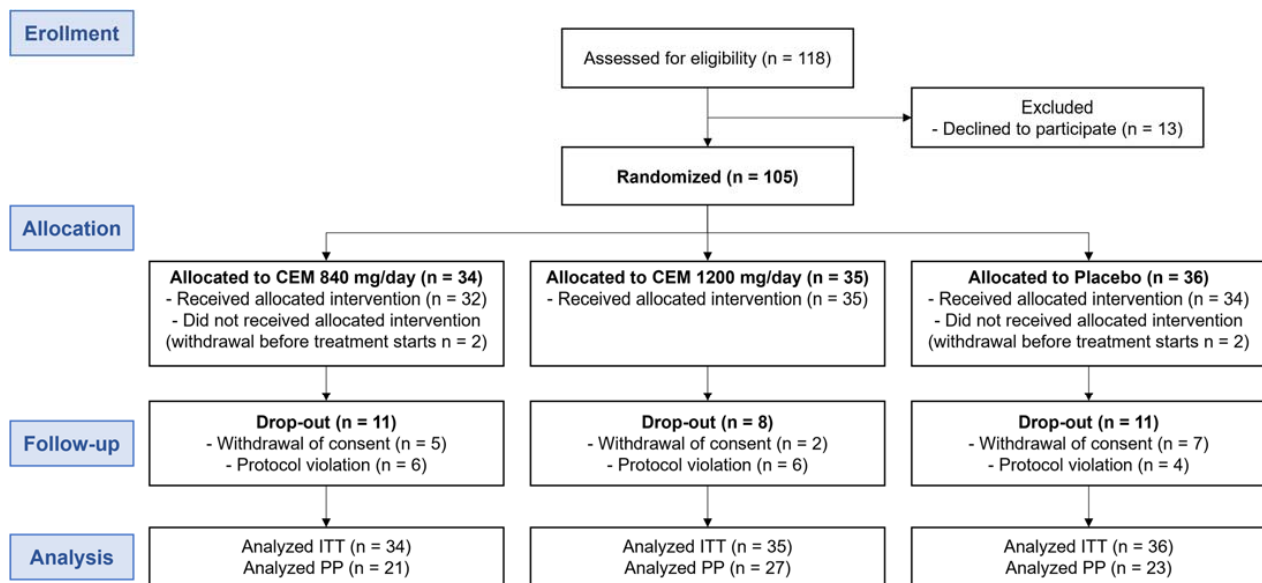 Erollment
Assessed for eligibility (n = 118)
Excluded
- Declined to participate (n = 13)
Randomized (n = 105)
Allocation
Allocated to CEM 840 mg/day (n = 34)
- Received allocated intervention (n = 32)
- Did not received allocated intervention
(withdrawal before treatment starts n = 2)
Allocated to CEM 1200 mg/day (n = 35)
- Received allocated intervention (n = 35)
Allocated to Placebo (n = 36)
- Received allocated intervention (n = 34)
- Did not received allocated intervention
(withdrawal before treatment starts n = 2)
Follow-up
Drop-out (n = 11)
- Withdrawal of consent (n = 5)
- Protocol violation (n = 6)
Drop-out (n = 8)
- Withdrawal of consent (n = 2)
- Protocol violation (n = 6)
Drop-out (n = 11)
- Withdrawal of consent (n = 7)
- Protocol violation (n = 4)
Analysis
Analyzed ITT (n = 34)
Analyzed PP (n = 21)
Analyzed ITT (n = 35)
Analyzed PP (n = 27)
Analyzed ITT (n = 36)
Analyzed PP (n = 23)